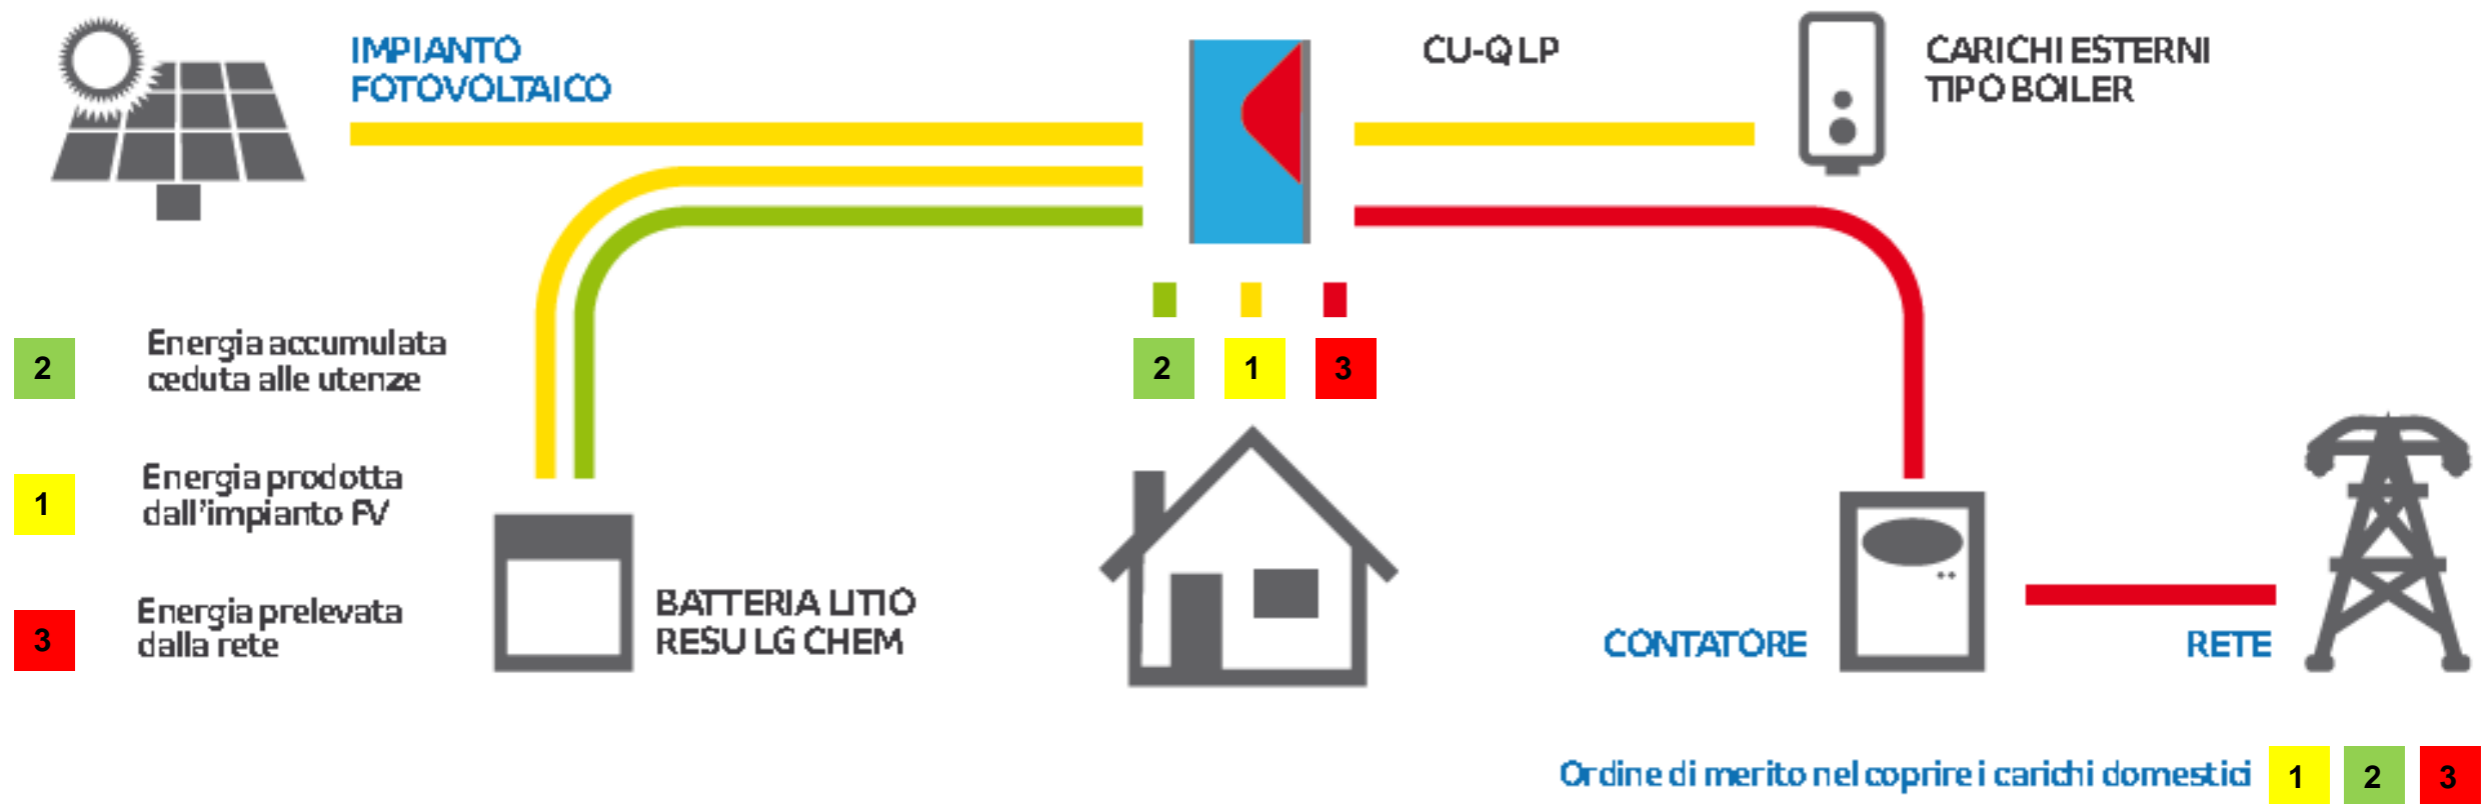 IMPIANTO
FOTOVOLTAICO
CU-Q LP
CARICHI ESTERNI
TIPO BOILER
2
Energia accumulata
ceduta alle utenze
1
Energia prodotta
dall'impianto FV
3
Energia prelevata
dalla rete
2 1 3
BATTERIA LITIO
RESU LG CHEM
CONTATORE
RETE
Ordine di merito nel coprire i carichi domestici 1 2 3